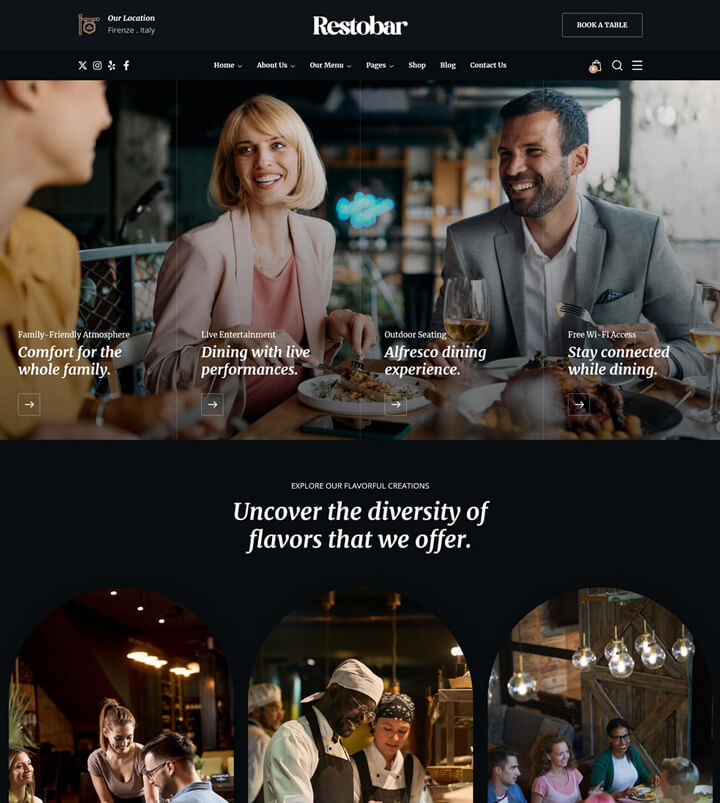 Our Location
Firenze . Italy
Restobar
BOOK A TABLE
Home
About Us
Our Menu
Pages
Shop
Blog
Contact Us
Family-Friendly Atmosphere
Comfort for the
whole family.
Live Entertainment
Dining with live
performances.
Outdoor Seating
Alfresco dining
experience.
Free Wi-Fi Access
Stay connected
while dining.
EXPLORE OUR FLAVORFUL CREATIONS
Uncover the diversity of
flavors that we offer.